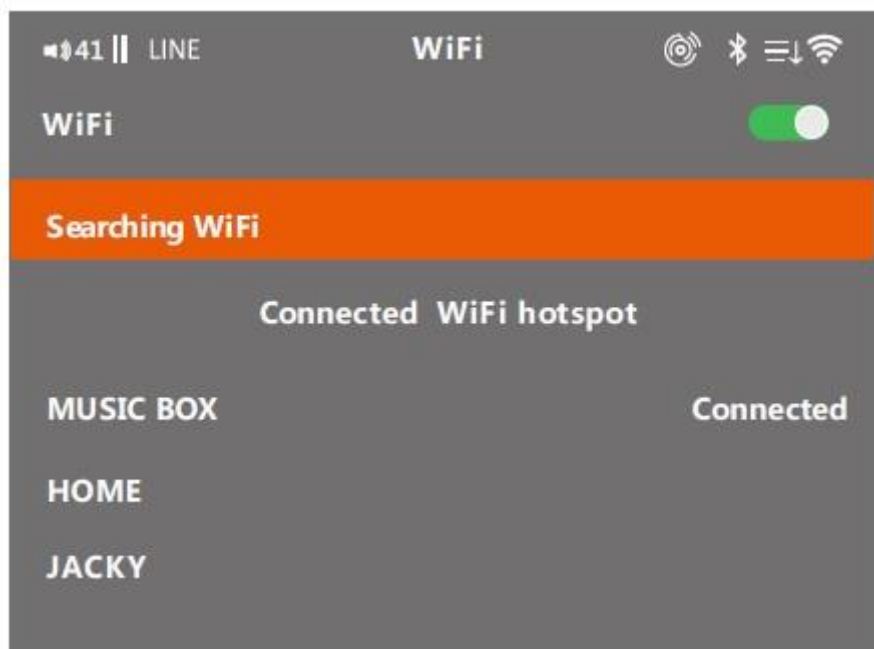 41 LINE WiFi
WiFi
Searching WiFi
Connected WiFi hotspot
MUSIC BOX Connected
HOME
JACKY